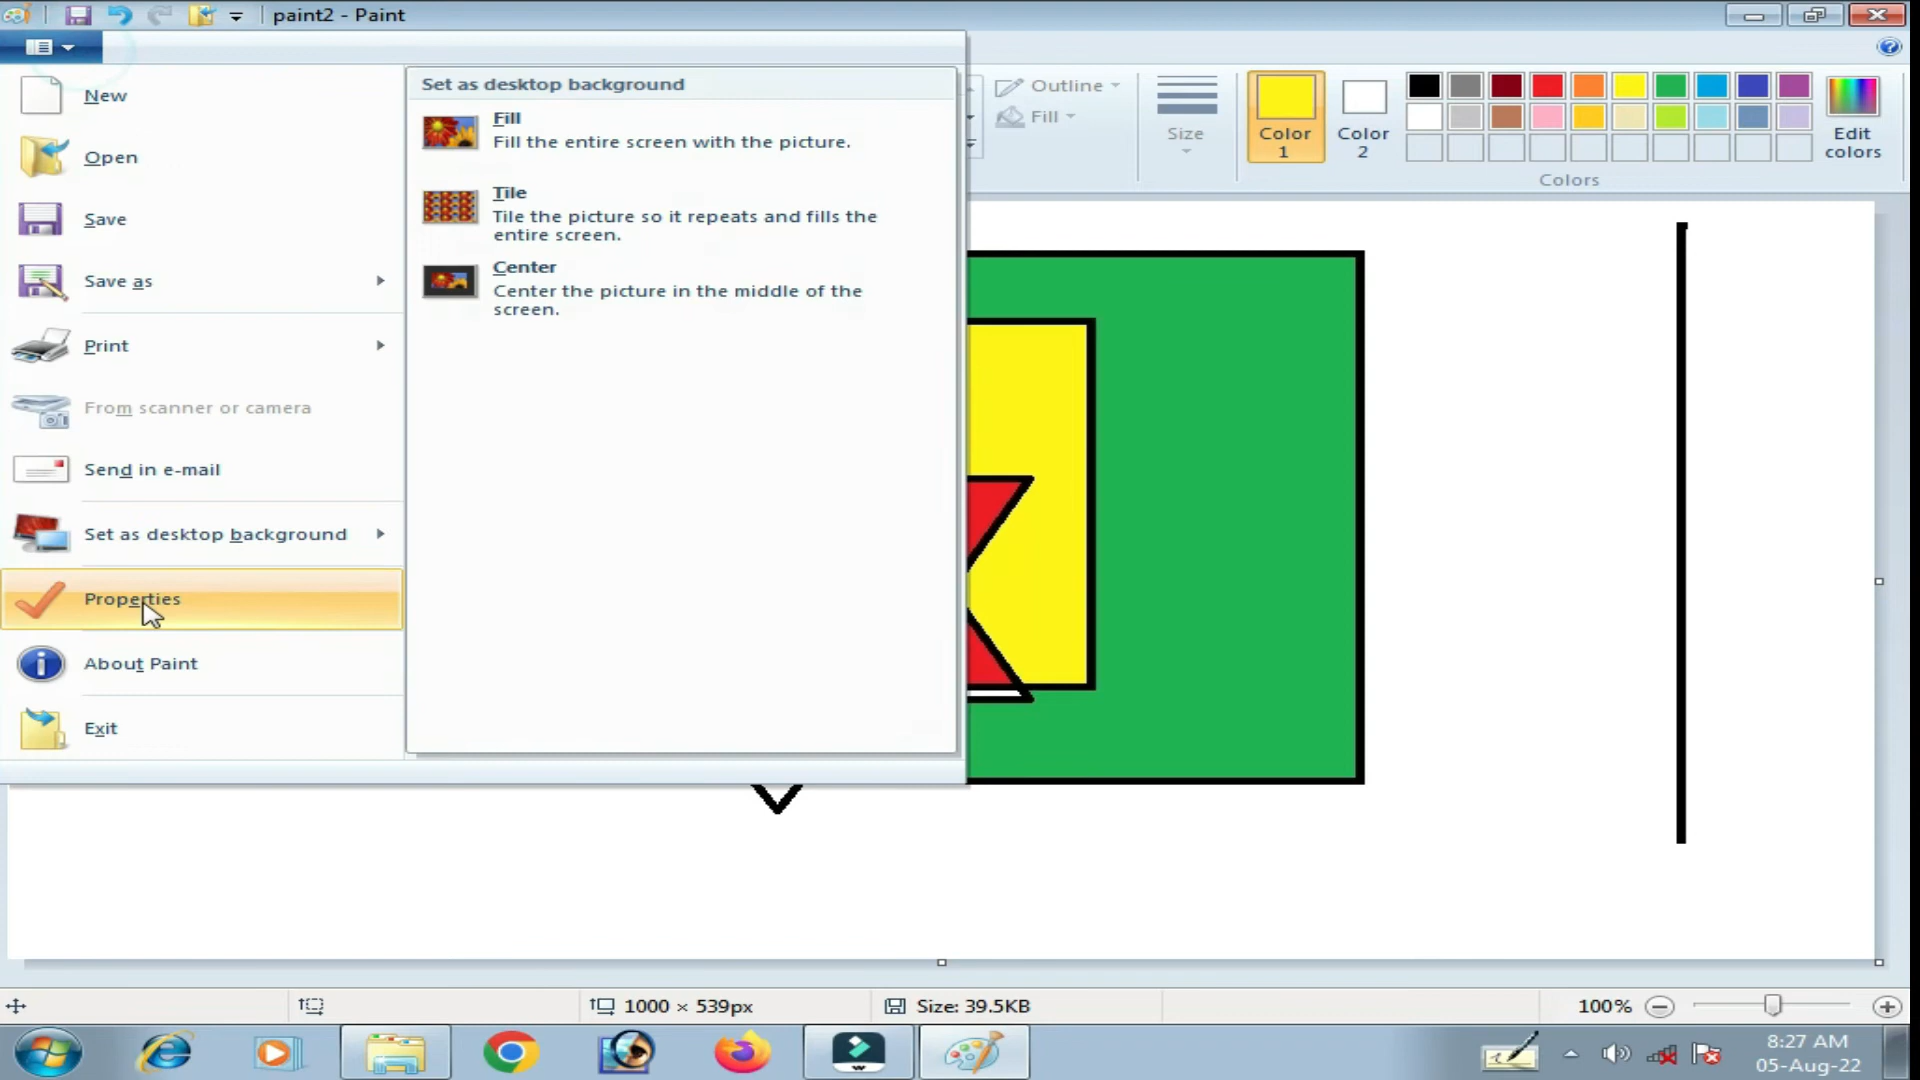 paint2 - Paint
New
Open
Save
Save as
Print
From scanner or camera
Send in e-mail
Set as desktop background
Properties
About Paint
Exit
Set as desktop background
Fill
Fill the entire screen with the picture.
Tile
Tile the picture so it repeats and fills the
entire screen.
Center
Center the picture in the middle of the
screen.
Outline
Fill
Size
Color
1
Color
2
Edit
colors
Colors
1000 × 539px
Size: 39.5KB
100%
8:27 AM
05-Aug-22